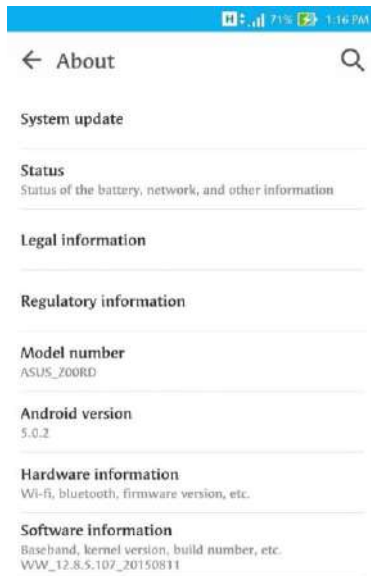 H 71% 1:16 PM
About
System update
Status
Status of the battery, network, and other information
Legal information
Regulatory information
Model number
ASUS_Z00RD
Android version
5.0.2
Hardware information
Wi-fi, bluetooth, firmware version, etc.
Software information
Baseband, kernel version, build number, etc.
WW_12.8.5.107_20150811